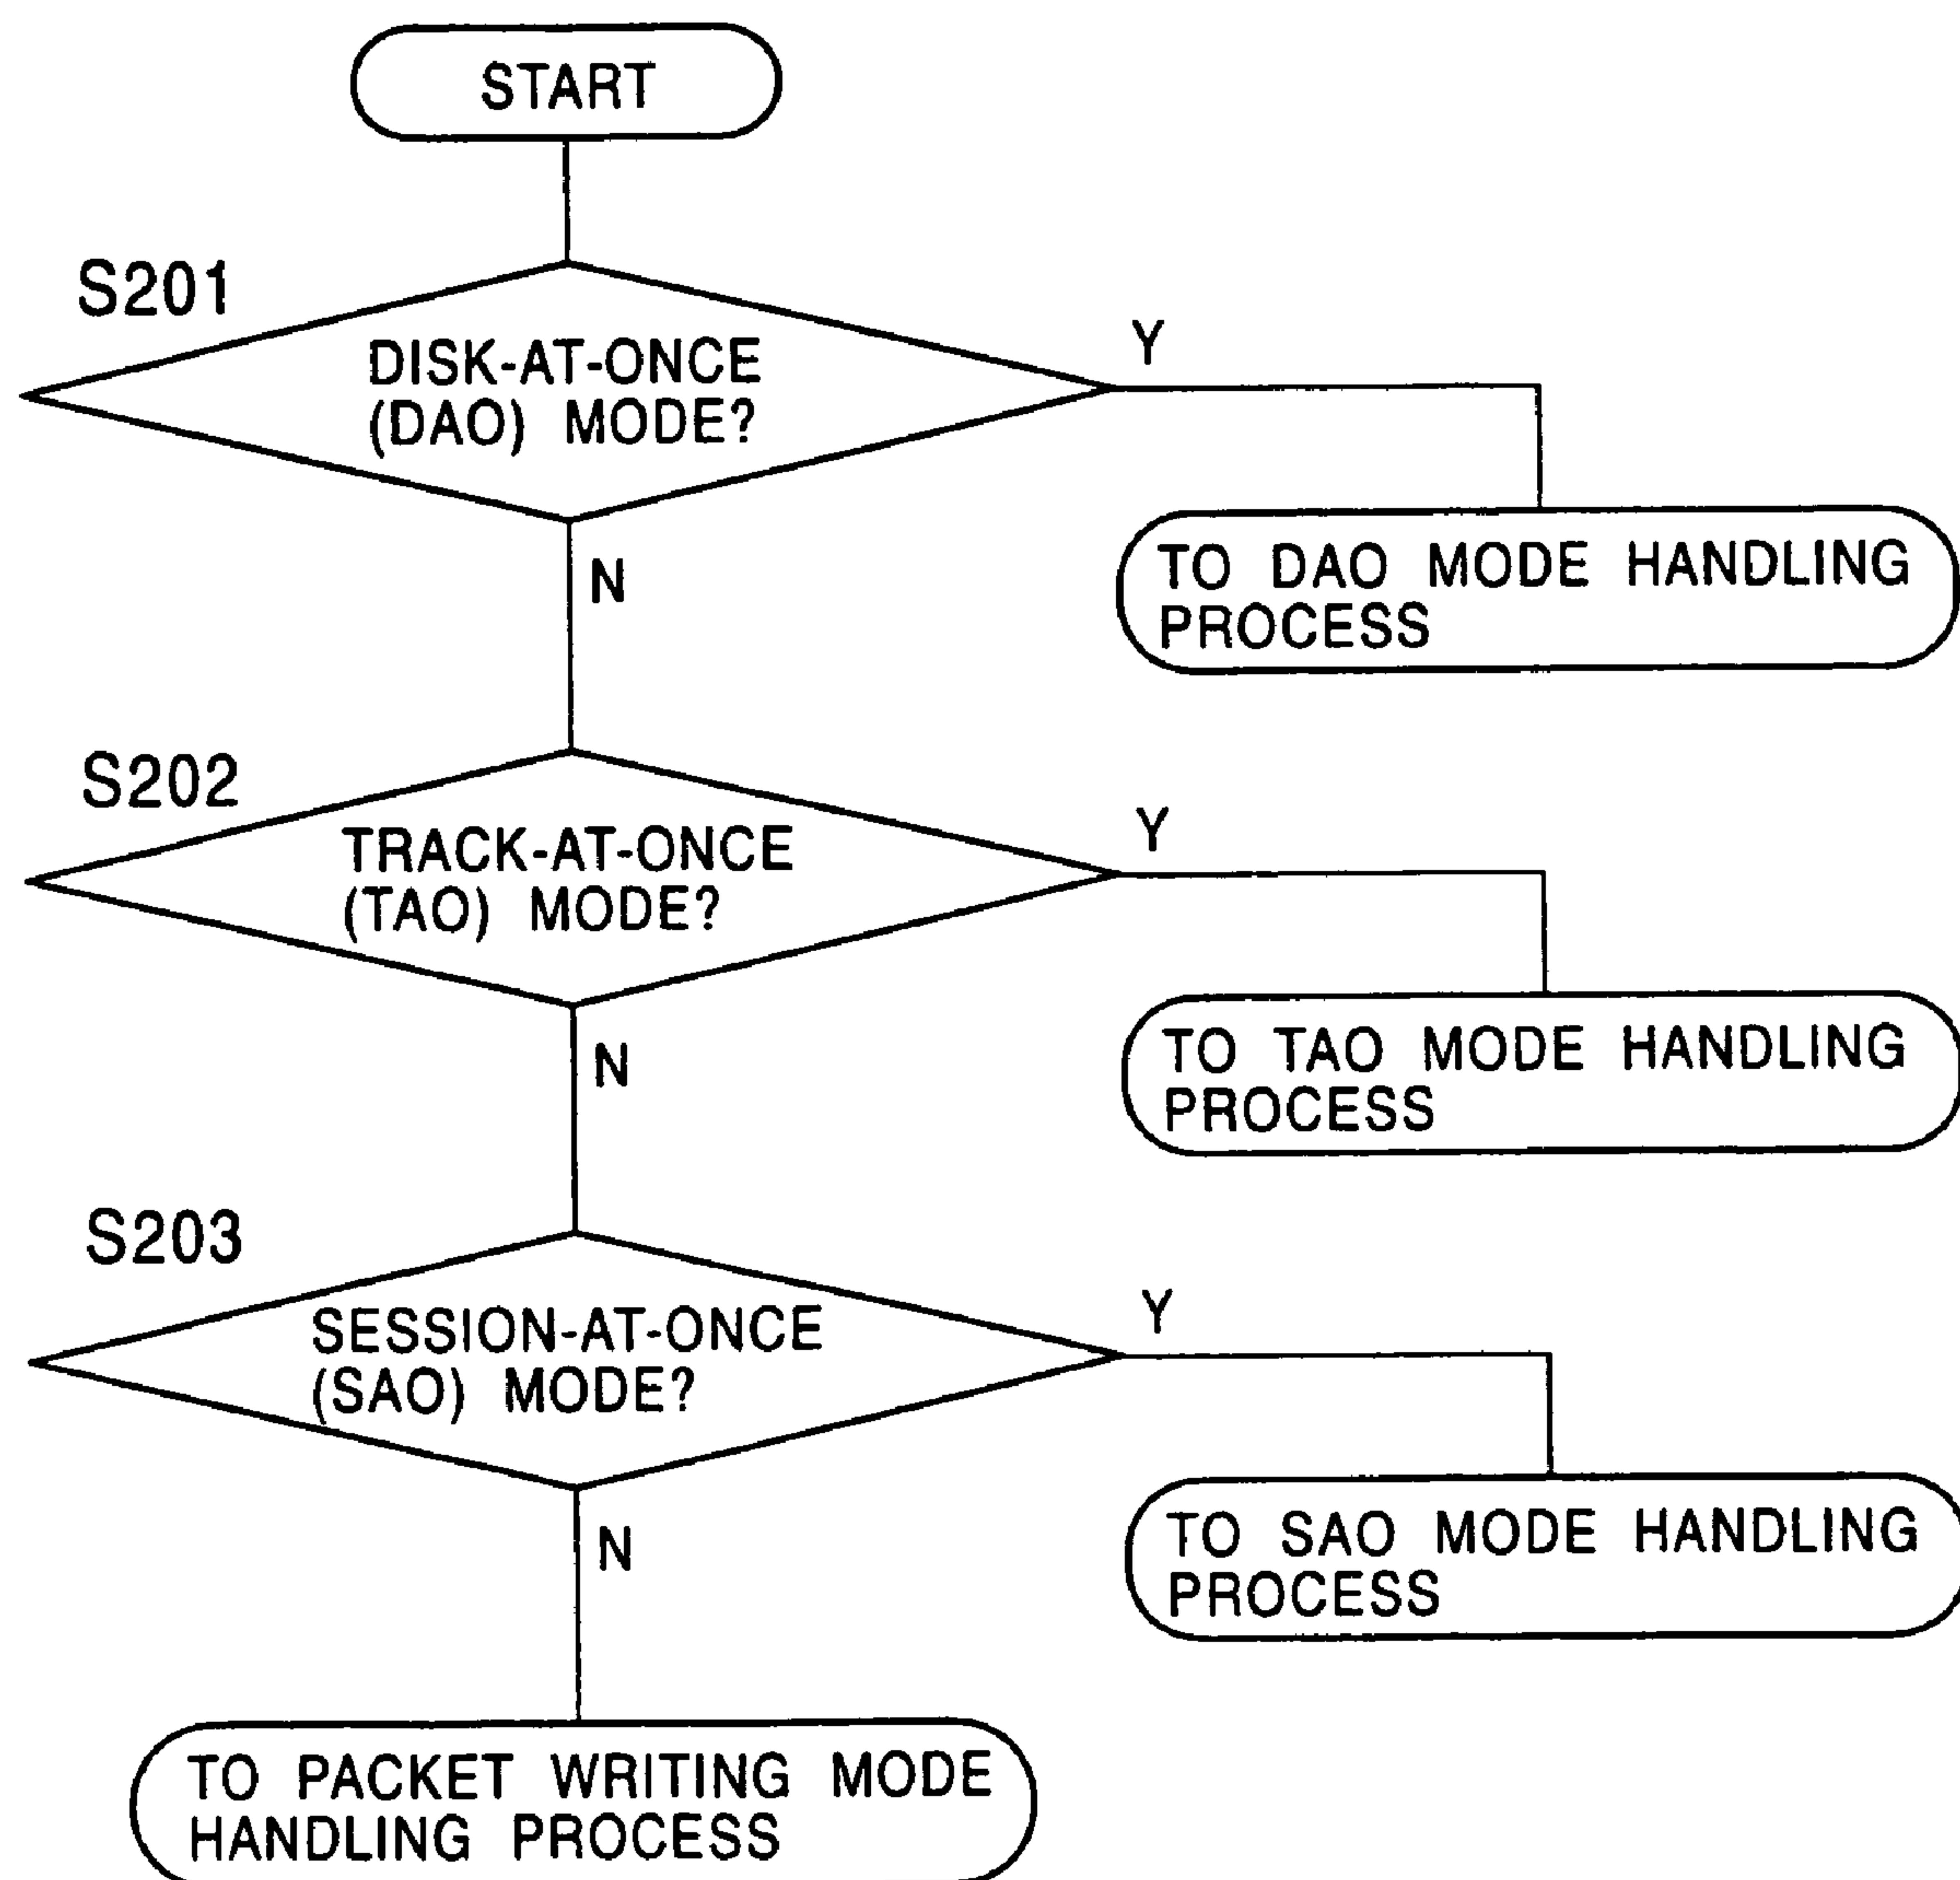 START
S201
DISK-AT-ONCE
(DAO) MODE?
Y
N
TO DAO MODE HANDLING
PROCESS
S202
TRACK-AT-ONCE
(TAO) MODE?
Y
N
TO TAO MODE HANDLING
PROCESS
S203
SESSION-AT-ONCE
(SAO) MODE?
Y
N
TO SAO MODE HANDLING
PROCESS
TO PACKET WRITING MODE
HANDLING PROCESS